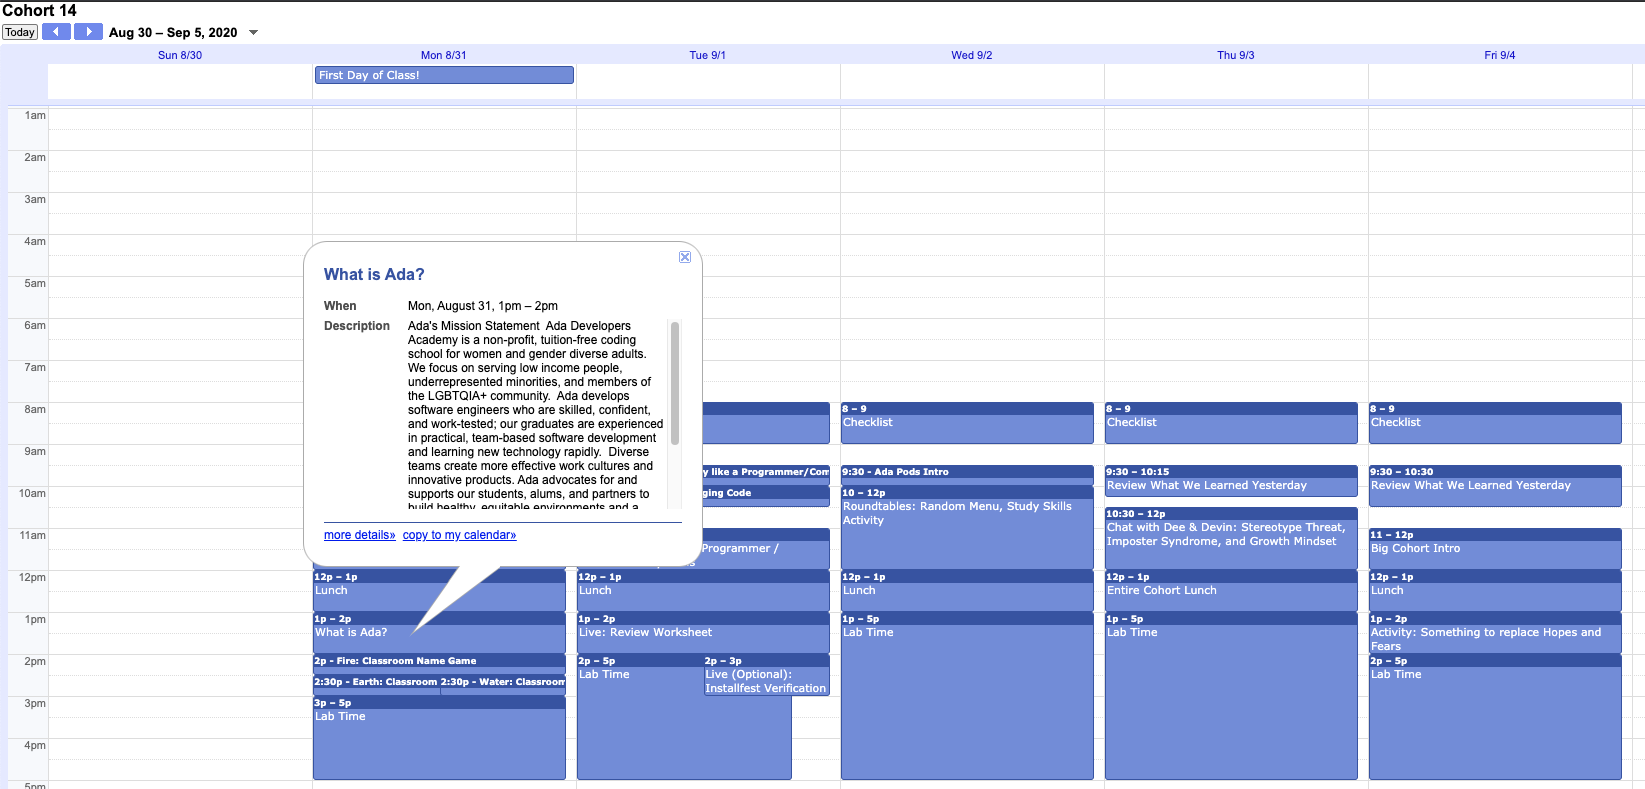 Cohort 14
Today
Aug 30 – Sep 5, 2020
Sun 8/30
Mon 8/31
Tue 9/1
Wed 9/2
Thu 9/3
Fri 9/4
First Day of Class!
1am
2am
3am
4am
5am
6am
7am
8am
9am
10am
11am
12pm
1pm
2pm
3pm
4pm
5pm
What is Ada?
When
Mon, August 31, 1pm – 2pm
Description
Ada's Mission Statement  Ada Developers
Academy is a non-profit, tuition-free coding
school for women and gender diverse adults.
We focus on serving low income people,
underrepresented minorities, and members of
the LGBTQIA+ community.  Ada develops
software engineers who are skilled, confident,
and work-tested; our graduates are experienced
in practical, team-based software development
and learning new technology rapidly.  Diverse
teams create more effective work cultures and
innovative products. Ada advocates for and
supports our students, alums, and partners to
build healthy, equitable environments and a
more details»
copy to my calendar»
12p – 1p
Lunch
1p – 2p
What is Ada?
2p - Fire: Classroom Name Game
2:30p - Earth: Classroom
2:30p - Water: Classroom
3p – 5p
Lab Time
y like a Programmer/Com
ging Code
Programmer /
12p – 1p
Lunch
1p – 2p
Live: Review Worksheet
2p – 5p
Lab Time
2p – 3p
Live (Optional):
Installfest Verification
8 – 9
Checklist
9:30 - Ada Pods Intro
10 – 12p
Roundtables: Random Menu, Study Skills
Activity
12p – 1p
Lunch
1p – 5p
Lab Time
8 – 9
Checklist
9:30 – 10:15
Review What We Learned Yesterday
10:30 – 12p
Chat with Dee & Devin: Stereotype Threat,
Imposter Syndrome, and Growth Mindset
12p – 1p
Entire Cohort Lunch
1p – 5p
Lab Time
8 – 9
Checklist
9:30 – 10:30
Review What We Learned Yesterday
11 – 12p
Big Cohort Intro
12p – 1p
Lunch
1p – 2p
Activity: Something to replace Hopes and
Fears
2p – 5p
Lab Time